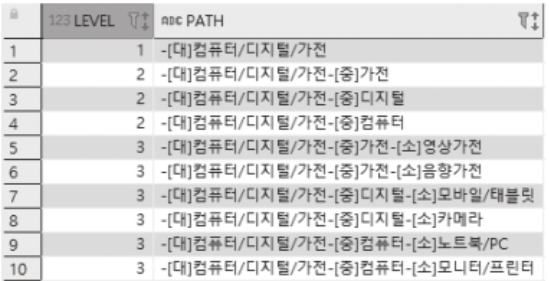 123 LEVEL ABC PATH
1 1 -[대]컴퓨터/디지털/가전
2 2 -[대]컴퓨터/디지털/가전-[중]가전
3 2 -[대]컴퓨터/디지털/가전-[중]디지털
4 2 -[대]컴퓨터/디지털/가전-[중]컴퓨터
5 3 -[대]컴퓨터/디지털/가전-[중]가전-[소]영상가전
6 3 -[대]컴퓨터/디지털/가전-[중]가전-[소]음향가전
7 3 -[대]컴퓨터/디지털/가전-[중]디지털-[소]모바일/태블릿
8 3 -[대]컴퓨터/디지털/가전-[중]디지털-[소]카메라
9 3 -[대]컴퓨터/디지털/가전-[중]컴퓨터-[소]노트북/PC
10 3 -[대]컴퓨터/디지털/가전-[중]컴퓨터-[소]모니터/프린터